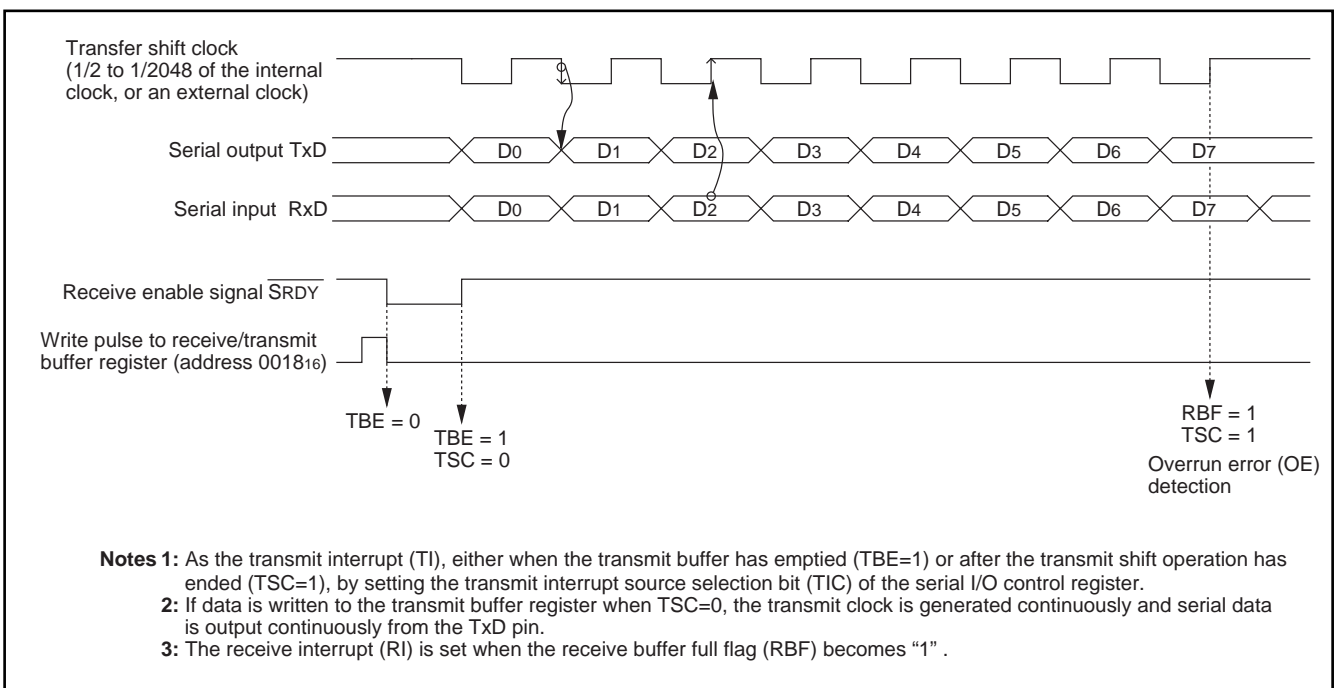 Transfer shift clock
(1/2 to 1/2048 of the internal
clock, or an external clock)
Serial output TxD
D0 D1 D2 D3 D4 D5 D6 D7
Serial input RxD
D0 D1 D2 D3 D4 D5 D6 D7
Receive enable signal SRDY
Write pulse to receive/transmit
buffer register (address 001816)
TBE = 0
TBE = 1
TSC = 0
RBF = 1
TSC = 1
Overrun error (OE)
detection
Notes 1: As the transmit interrupt (TI), either when the transmit buffer has emptied (TBE=1) or after the transmit shift operation has
ended (TSC=1), by setting the transmit interrupt source selection bit (TIC) of the serial I/O control register.
2: If data is written to the transmit buffer register when TSC=0, the transmit clock is generated continuously and serial data
is output continuously from the TxD pin.
3: The receive interrupt (RI) is set when the receive buffer full flag (RBF) becomes “1” .